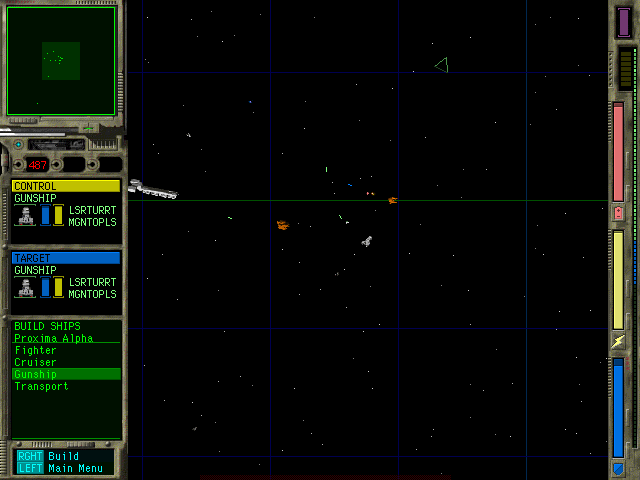 487
CONTROL
GUNSHIP
LSRTURRT
MGNTOPLS
TARGET
GUNSHIP
LSRTURRT
MGNTOPLS
BUILD SHIPS
Proxima Alpha
Fighter
Cruiser
Gunship
Transport
RGHT Build
LEFT Main Menu